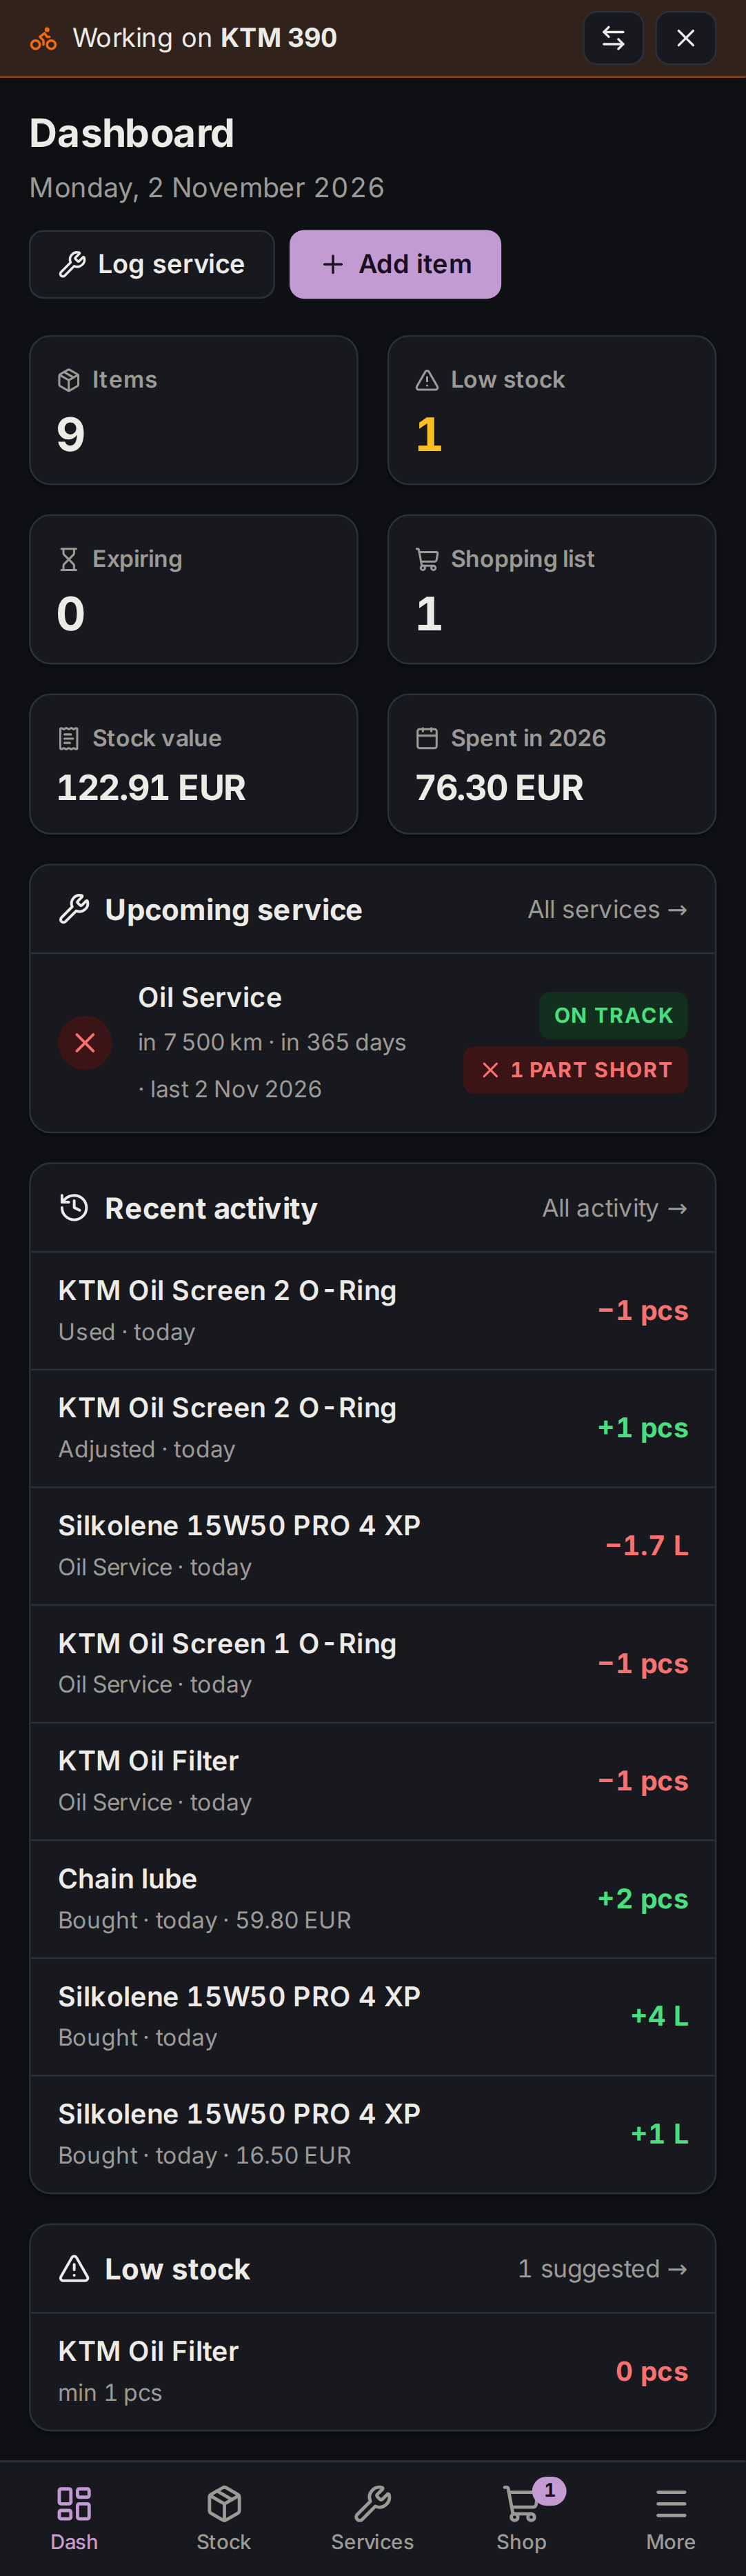 Working on KTM 390
Dashboard
Monday, 2 November 2026
Log service
Add item
Items
9
Low stock
1
Expiring
0
Shopping list
1
Stock value
122.91 EUR
Spent in 2026
76.30 EUR
Upcoming service
All services →
Oil Service
in 7 500 km · in 365 days
· last 2 Nov 2026
ON TRACK
1 PART SHORT
Recent activity
All activity →
KTM Oil Screen 2 O-Ring
Used · today
−1 pcs
KTM Oil Screen 2 O-Ring
Adjusted · today
+1 pcs
Silkolene 15W50 PRO 4 XP
Oil Service · today
−1.7 L
KTM Oil Screen 1 O-Ring
Oil Service · today
−1 pcs
KTM Oil Filter
Oil Service · today
−1 pcs
Chain lube
Bought · today · 59.80 EUR
+2 pcs
Silkolene 15W50 PRO 4 XP
Bought · today
+4 L
Silkolene 15W50 PRO 4 XP
Bought · today · 16.50 EUR
+1 L
Low stock
1 suggested →
KTM Oil Filter
min 1 pcs
0 pcs
Dash
Stock
Services
1
Shop
More